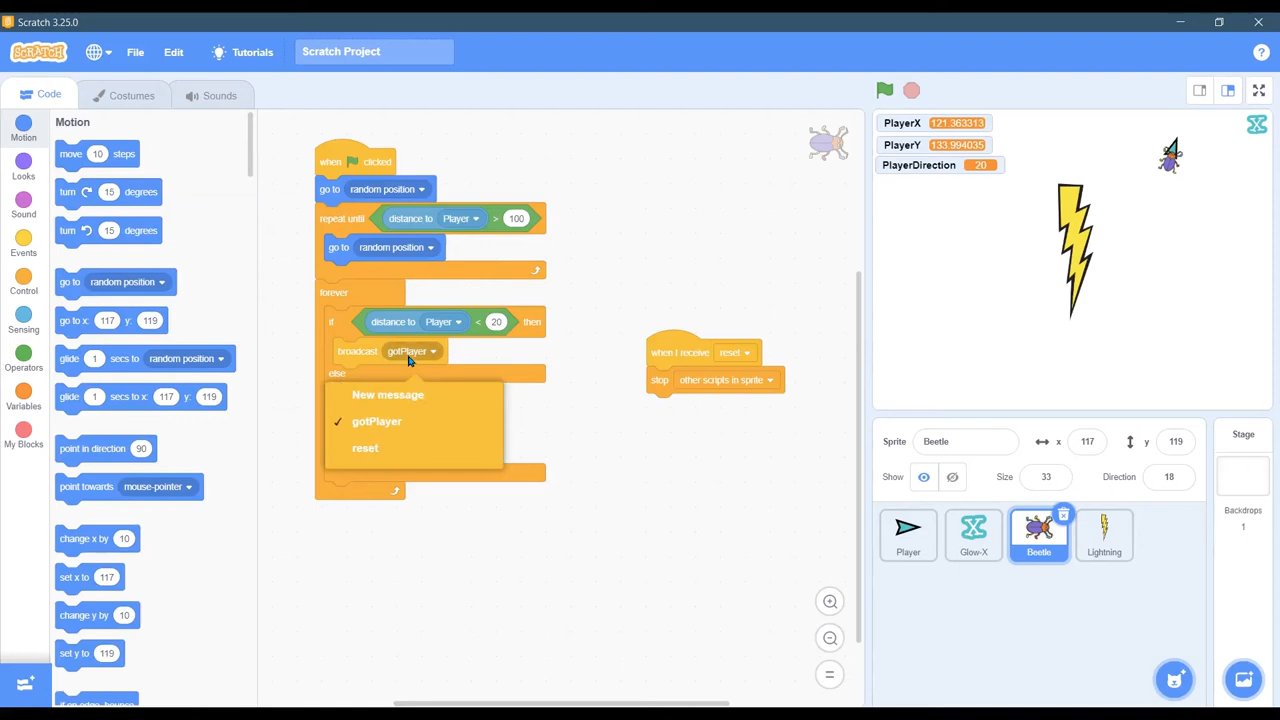 Scratch 3.25.0
SCRATCH File Edit Tutorials Scratch Project ?
Code Costumes Sounds
Motion
Looks
Sound
Events
Control
Sensing
Operators
Variables
My Blocks
Motion
move 10 steps
turn 15 degrees
turn 15 degrees
go to random position
go to x: 117 y: 119
glide 1 secs to random position
glide 1 secs to x: 117 y: 119
point in direction 90
point towards mouse-pointer
change x by 10
set x to 117
change y by 10
set y to 119
when clicked
go to random position
repeat until distance to Player > 100
go to random position
forever
if distance to Player < 20 then
broadcast gotPlayer
else
New message
✓ gotPlayer
reset
when I receive reset
stop other scripts in sprite
PlayerX 121.363313
PlayerY 133.994035
PlayerDirection 20
Sprite Beetle x 117 y 119
Show Size 33 Direction 18
Player
Glow-X
Beetle
Lightning
Stage
Backdrops
1